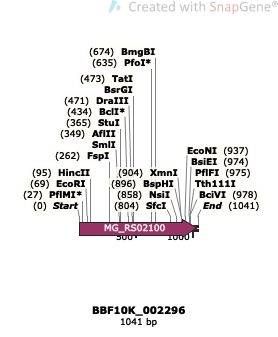 Created with SnapGene®
(674) BmgBI
(635) PfoI*
(473) TatI
BsrGI
(471) DraIII
(434) BclI*
(365) StuI
(349) AflII
SmlI
(262) FspI
(95) HincII
(69) EcoRI
(27) PflMI*
(0) Start
(904) XmnI
(896) BspHI
(858) NsiI
(804) SfcI
EcoNI (937)
BsiEI (974)
PflFI (975)
Tth111I
BciVI (978)
End (1041)
MG_RS02100
500
1000
BBF10K_002296
1041 bp